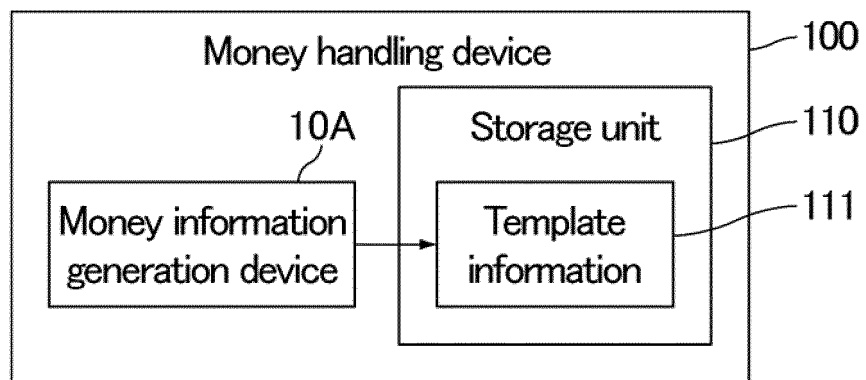 Money handling device
100
Storage unit
110
10A
Money information
generation device
Template
information
111